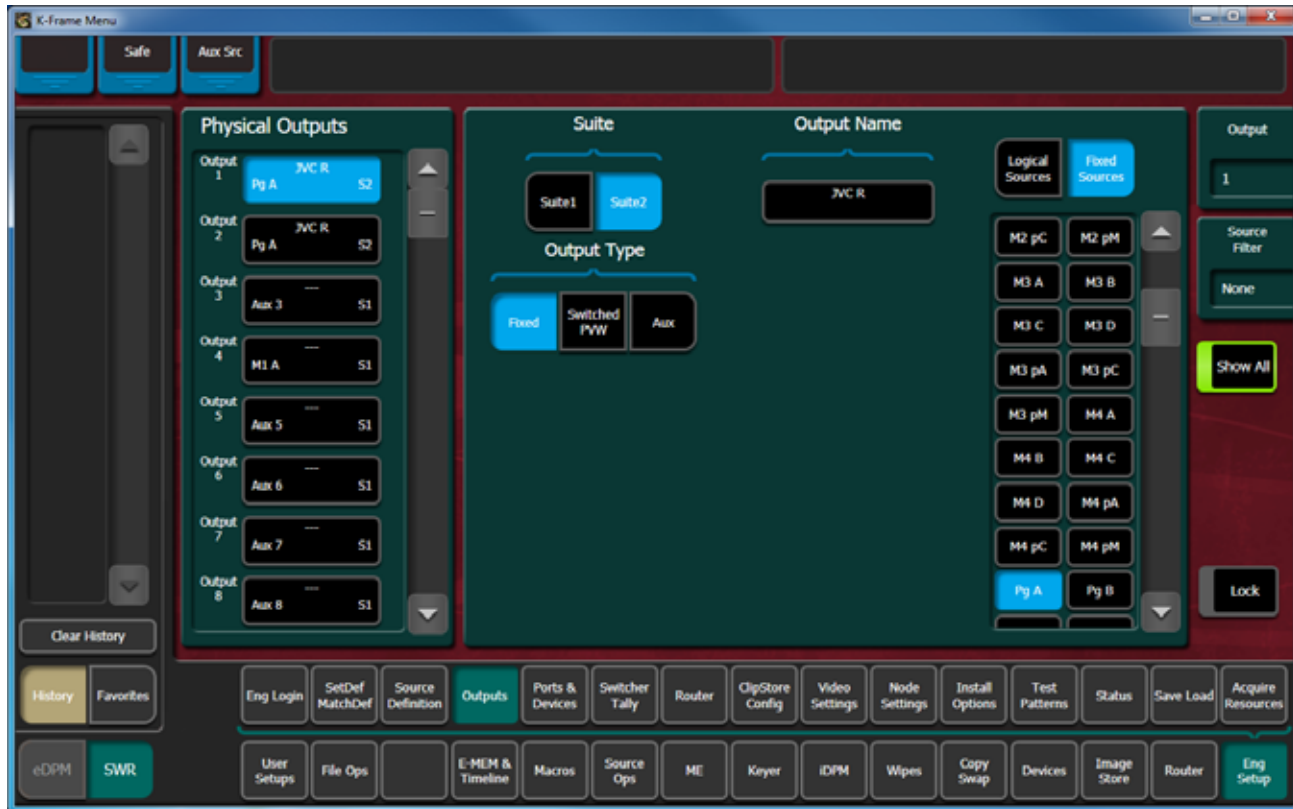 K-Frame Menu
Safe
Aux Src
Physical Outputs
Output 1
JVC R
Pg A S2
Output 2
JVC R
Pg A S2
Output 3
---
Aux 3 S1
Output 4
---
M1 A S1
Output 5
---
Aux 5 S1
Output 6
---
Aux 6 S1
Output 7
---
Aux 7 S1
Output 8
---
Aux 8 S1
Suite
Suite1 Suite2
Output Type
Fixed Switched PVW Aux
Output Name
JVC R
Logical Sources Fixed Sources
M2 pC M2 pM
M3 A M3 B
M3 C M3 D
M3 pA M3 pC
M3 pM M4 A
M4 B M4 C
M4 D M4 pA
M4 pC M4 pM
Pg A Pg B
Output
1
Source Filter
None
Show All
Lock
Clear History
History Favorites
Eng Login SetDef MatchDef Source Definition Outputs Ports & Devices Switcher Tally Router ClipStore Config Video Settings Node Settings Install Options Test Patterns Status Save Load Acquire Resources
eDPM SWR
User Setups File Ops E-MEM & Timeline Macros Source Ops ME Keyer iDPM Wipes Copy Swap Devices Image Store Router Eng Setup